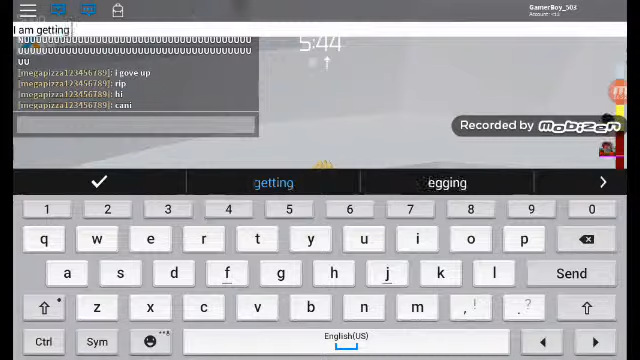 GamerBoy_503
I am getting
5:44
UUUUUUUUUUUUUUUUUUUUUUUUUUUUUUUU
UU
[megapizza123456789]: i gove up
[megapizza123456789]: rip
[megapizza123456789]: hi
[megapizza123456789]: cani
Recorded by mobizen
getting egging
1 2 3 4 5 6 7 8 9 0
q w e r t y u i o p
a s d f g h j k l Send
z x c v b n m , ! . ?
Ctrl Sym English(US)